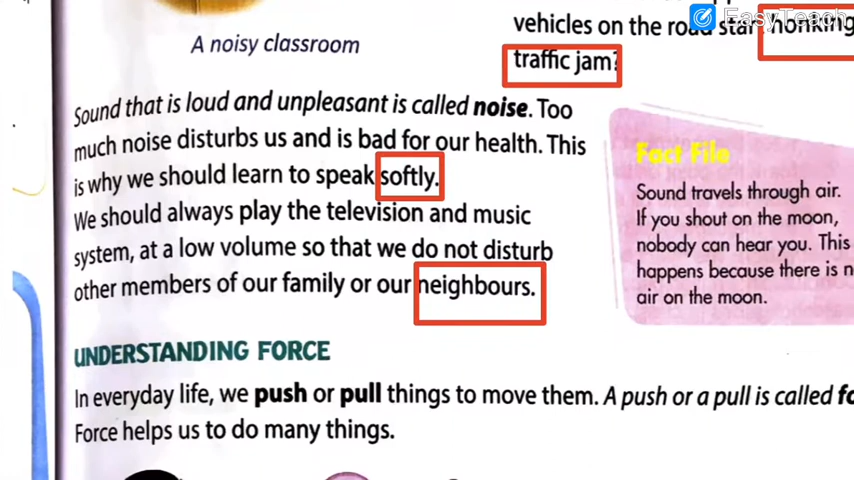 EasyTeach
A noisy classroom
vehicles on the road start honking
traffic jam?
Sound that is loud and unpleasant is called noise. Too
much noise disturbs us and is bad for our health. This
is why we should learn to speak softly.
We should always play the television and music
system, at a low volume so that we do not disturb
other members of our family or our neighbours.
Fact File
Sound travels through air.
If you shout on the moon,
nobody can hear you. This
happens because there is n
air on the moon.
UNDERSTANDING FORCE
In everyday life, we push or pull things to move them. A push or a pull is called fo
Force helps us to do many things.